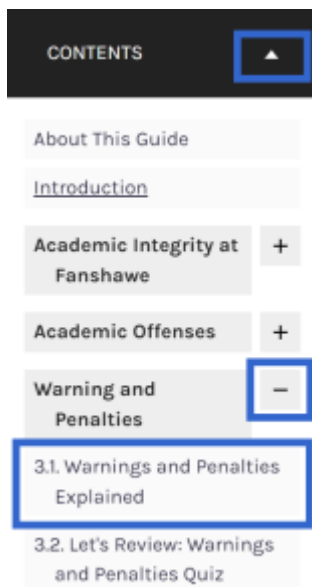 CONTENTS
About This Guide
Introduction
Academic Integrity at
Fanshawe
+
Academic Offenses
+
Warning and
Penalties
−
3.1. Warnings and Penalties
Explained
3.2. Let's Review: Warnings
and Penalties Quiz